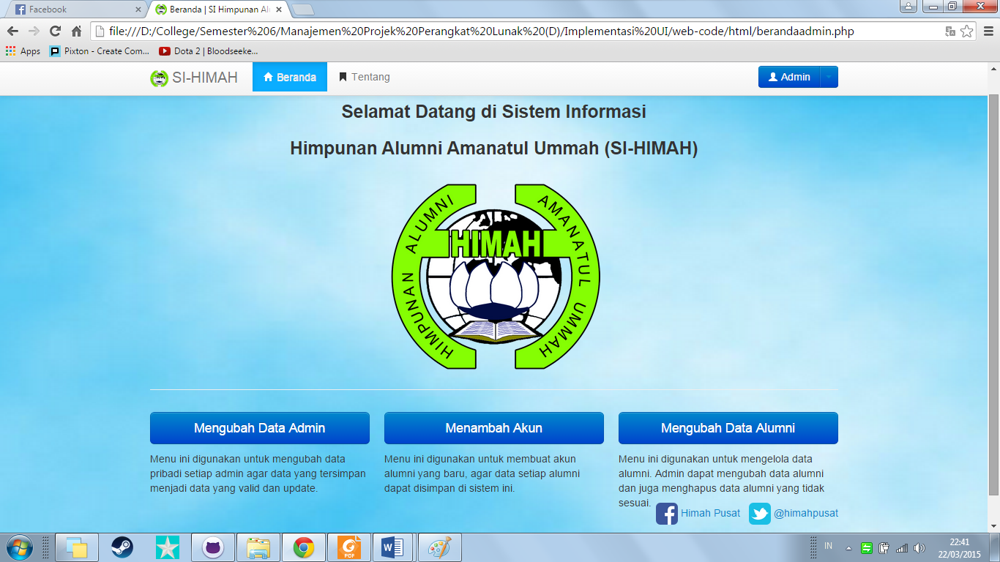 Facebook
Beranda | SI Himpunan Al
file:///D:/College/Semester%206/Manajemen%20Projek%20Perangkat%20Lunak%20(D)/Implementasi%20UI/web-code/html/berandaadmin.php
Apps Pixton - Create Com... Dota 2 | Bloodseeke...
SI-HIMAH Beranda Tentang Admin
Selamat Datang di Sistem Informasi
Himpunan Alumni Amanatul Ummah (SI-HIMAH)
HIMPUNAN ALUMNI
AMANATUL UMMAH
HIMAH
Mengubah Data Admin
Menu ini digunakan untuk mengubah data
pribadi setiap admin agar data yang tersimpan
menjadi data yang valid dan update.
Menambah Akun
Menu ini digunakan untuk membuat akun
alumni yang baru, agar data setiap alumni
dapat disimpan di sistem ini.
Mengubah Data Alumni
Menu ini digunakan untuk mengelola data
alumni. Admin dapat mengubah data alumni
dan juga menghapus data alumni yang tidak
sesuai.
Himah Pusat @himahpusat
PDF
IN
22:41
22/03/2015